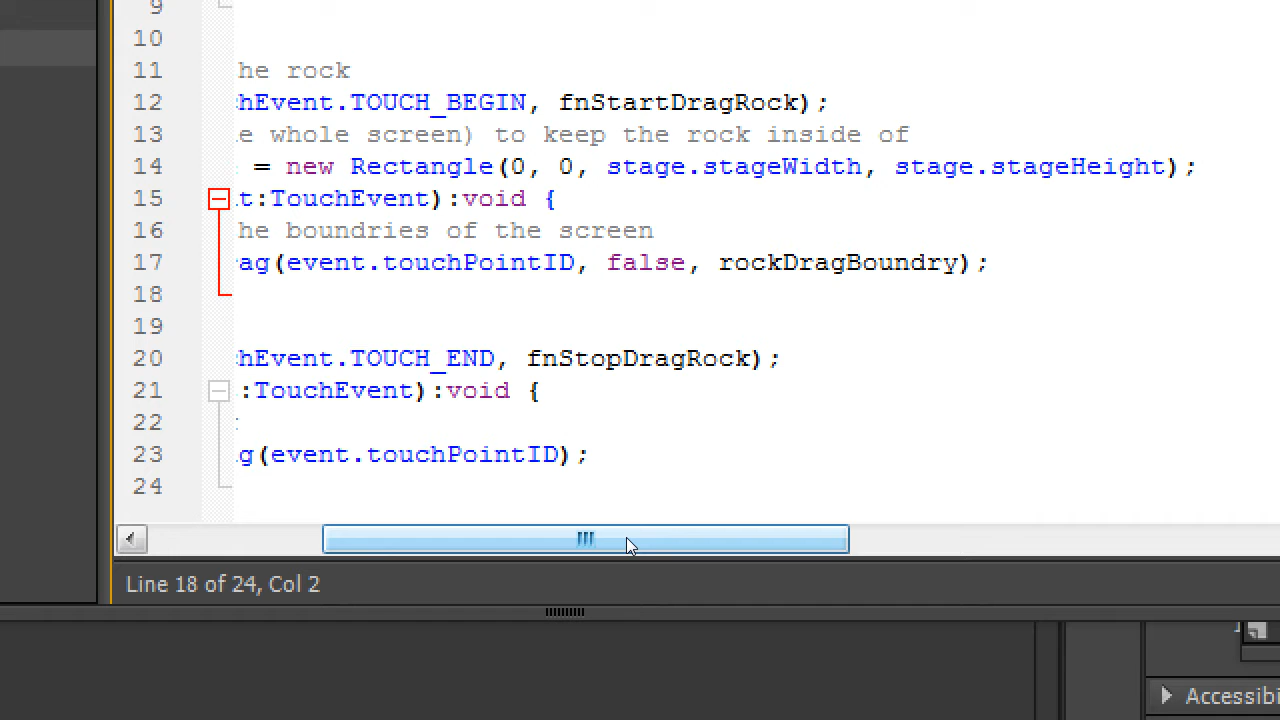 9
10
11 he rock
12 hEvent.TOUCH_BEGIN, fnStartDragRock);
13 e whole screen) to keep the rock inside of
14 = new Rectangle(0, 0, stage.stageWidth, stage.stageHeight);
15 t:TouchEvent):void {
16 he boundries of the screen
17 ag(event.touchPointID, false, rockDragBoundry);
18
19
20 hEvent.TOUCH_END, fnStopDragRock);
21 :TouchEvent):void {
22
23 g(event.touchPointID);
24
Line 18 of 24, Col 2
Accessibi